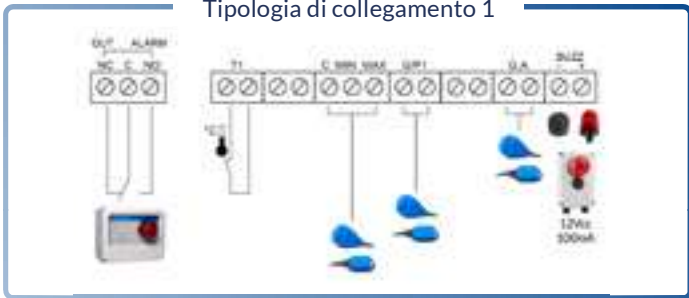 Tipologia di collegamento 1
OUT ALARM
NC C NO
T1
C MIN MAX
G/P1
G.A
BUZZ
- +
12Vcc
100mA